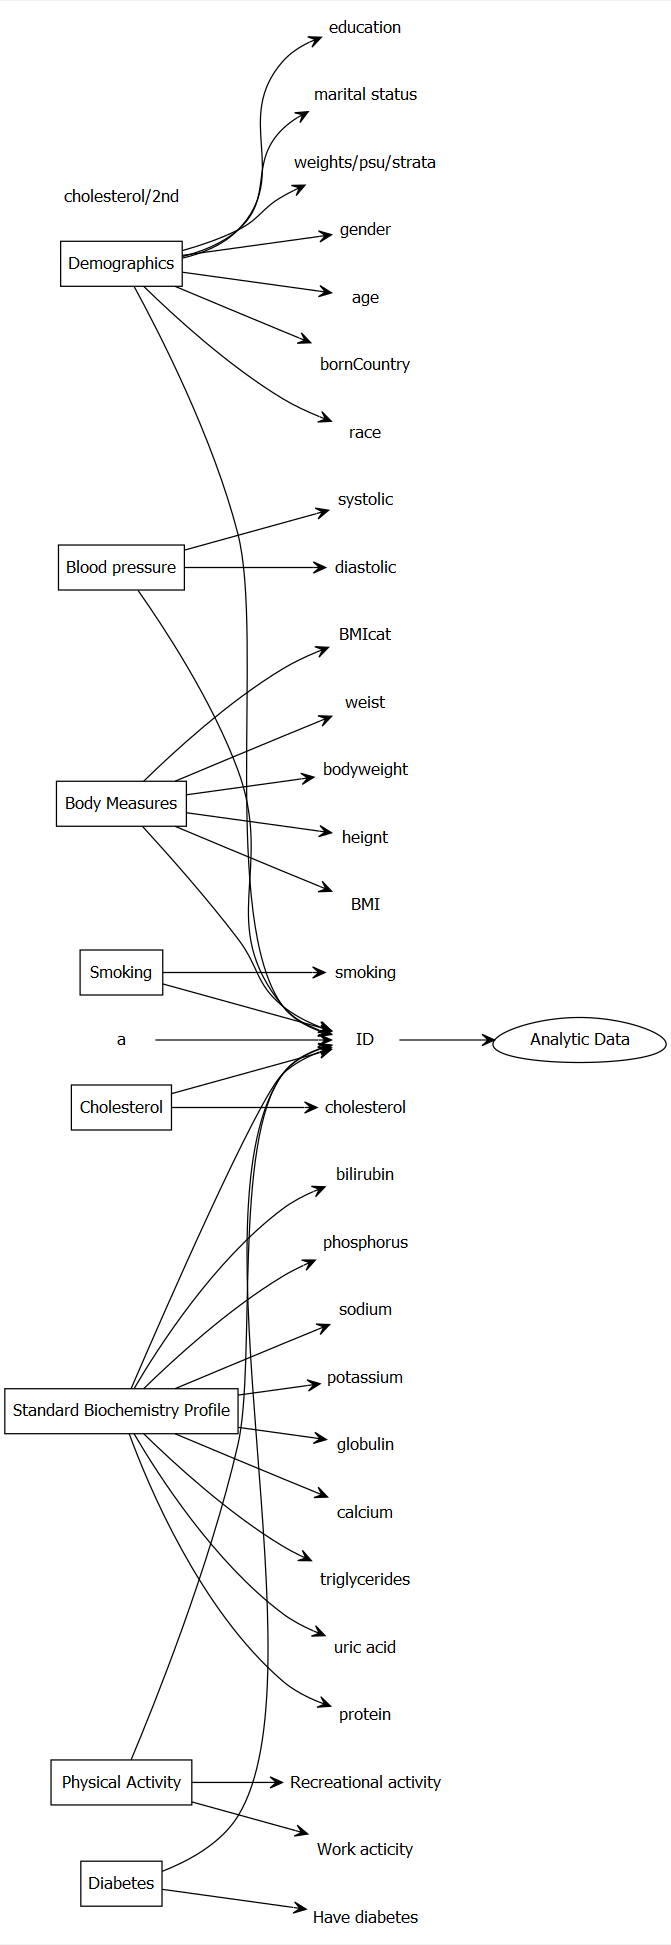 education
marital status
weights/psu/strata
cholesterol/2nd
gender
Demographics
age
bornCountry
race
systolic
Blood pressure
diastolic
BMIcat
weist
bodyweight
Body Measures
heignt
BMI
Smoking
smoking
a
ID
Analytic Data
Cholesterol
cholesterol
bilirubin
phosphorus
sodium
potassium
Standard Biochemistry Profile
globulin
calcium
triglycerides
uric acid
protein
Physical Activity
Recreational activity
Work acticity
Diabetes
Have diabetes